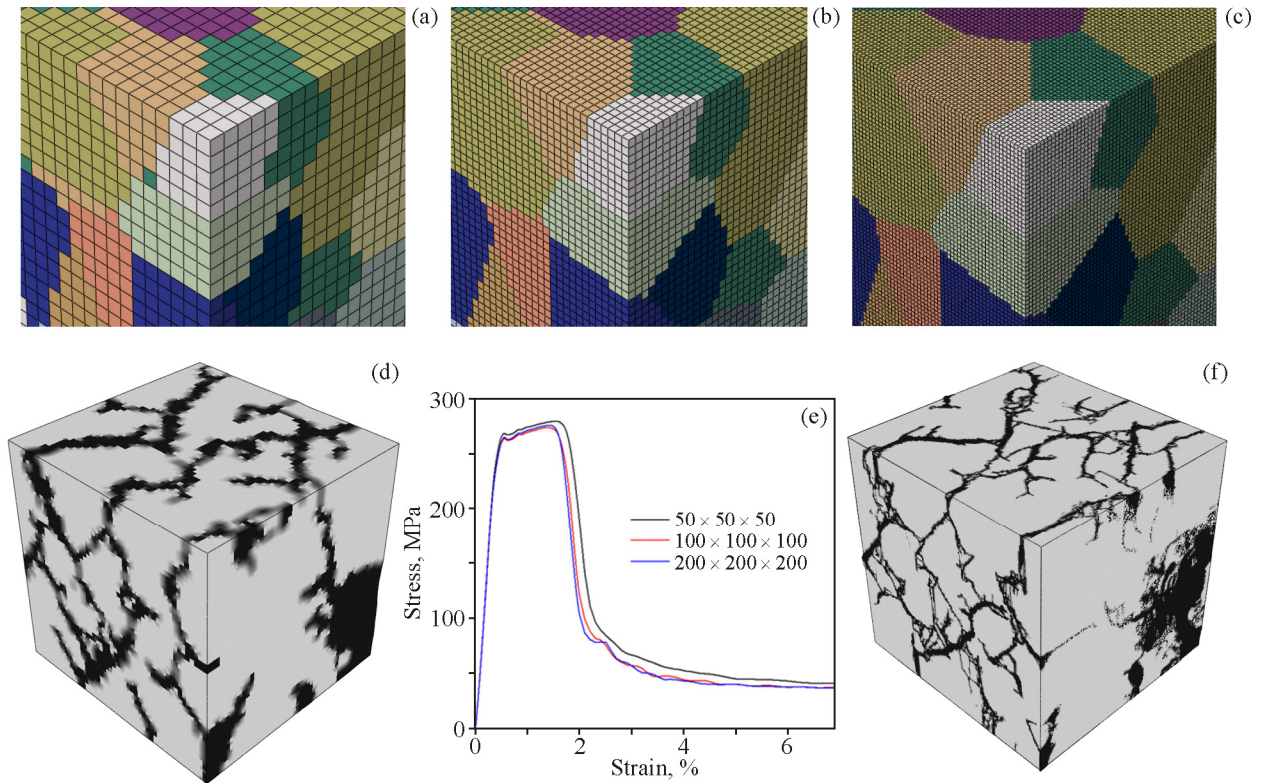 (a)
(b)
(c)
(d)
(e)
(f)
300
200
100
0
Stress, MPa
50 × 50 × 50
100 × 100 × 100
200 × 200 × 200
0
2
4
6
Strain, %